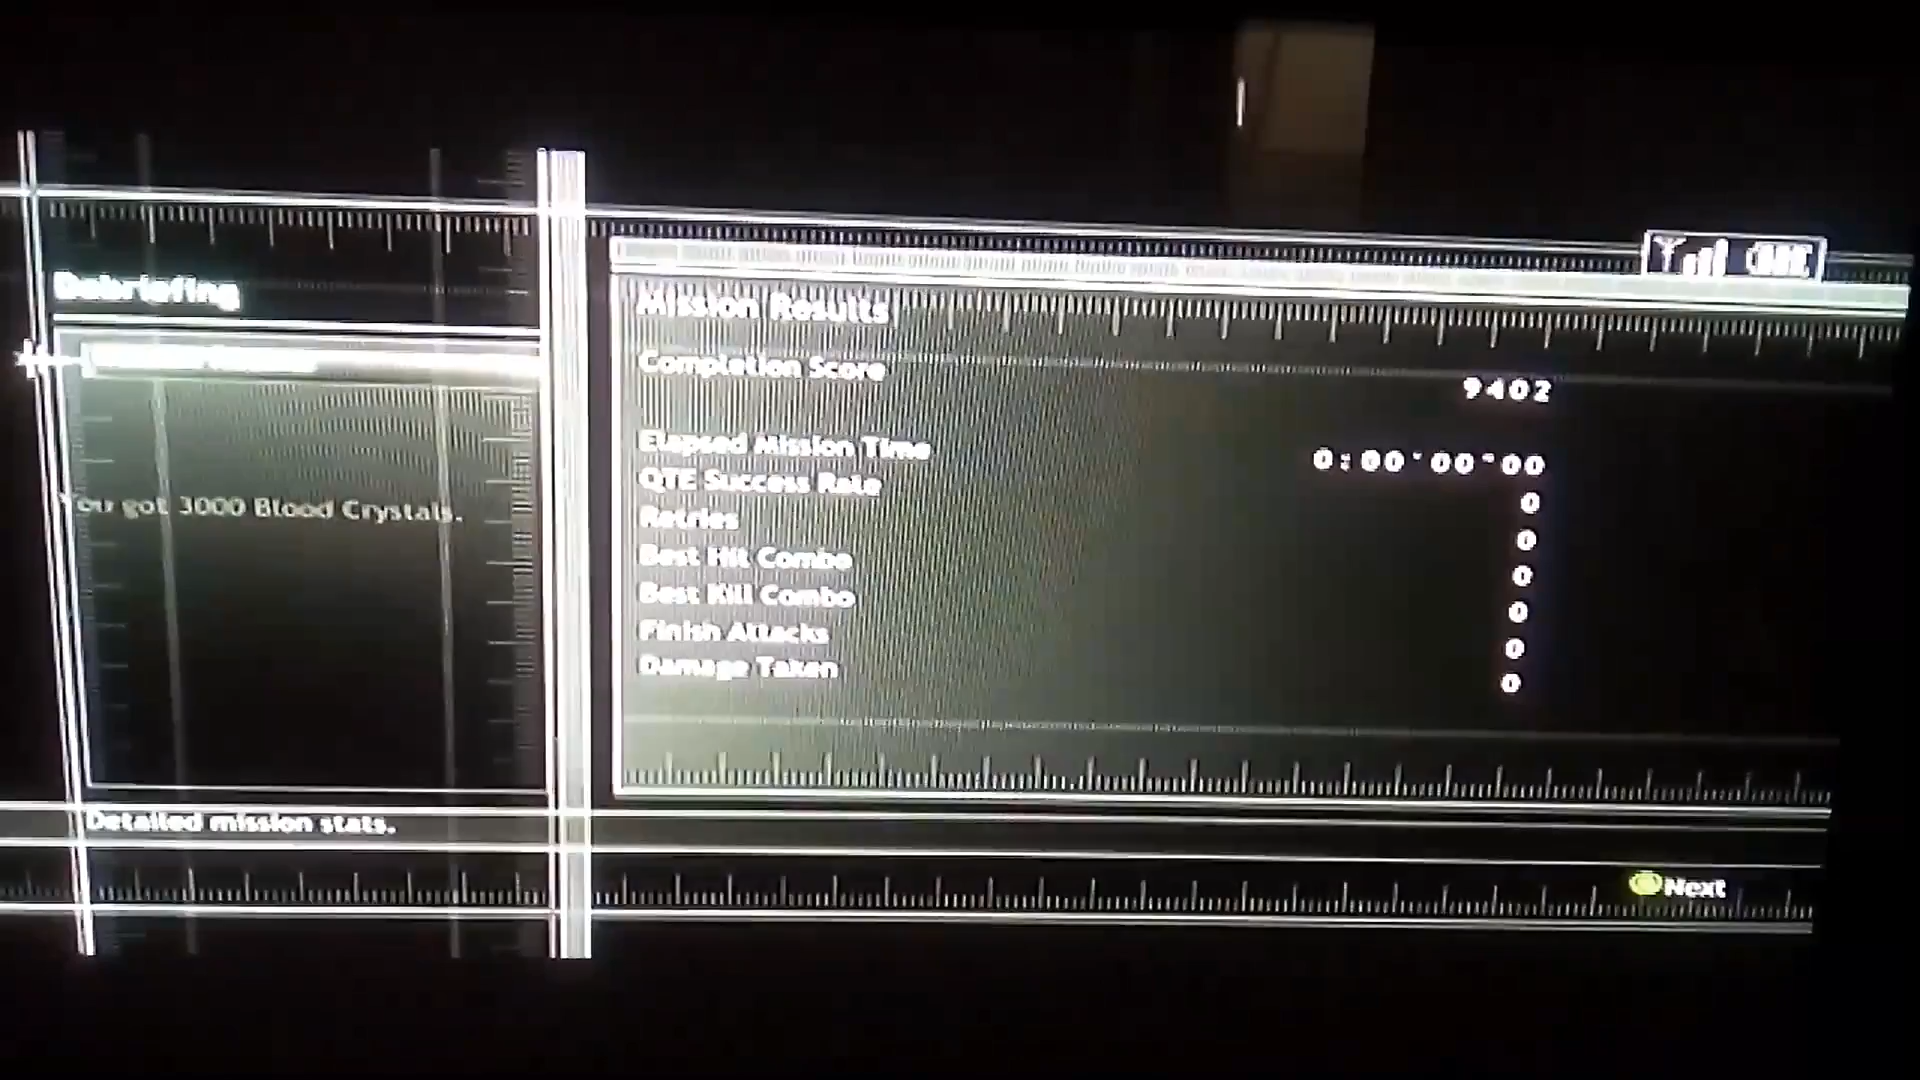 Debriefing
You got 3000 Blood Crystals.
Detailed mission stats.
Mission Results
Completion Score 9402
Elapsed Mission Time 0:00'00"00
QTE Success Rate 0
Retries 0
Best Hit Combo 0
Best Kill Combo 0
Finish Attacks 0
Damage Taken 0
Next